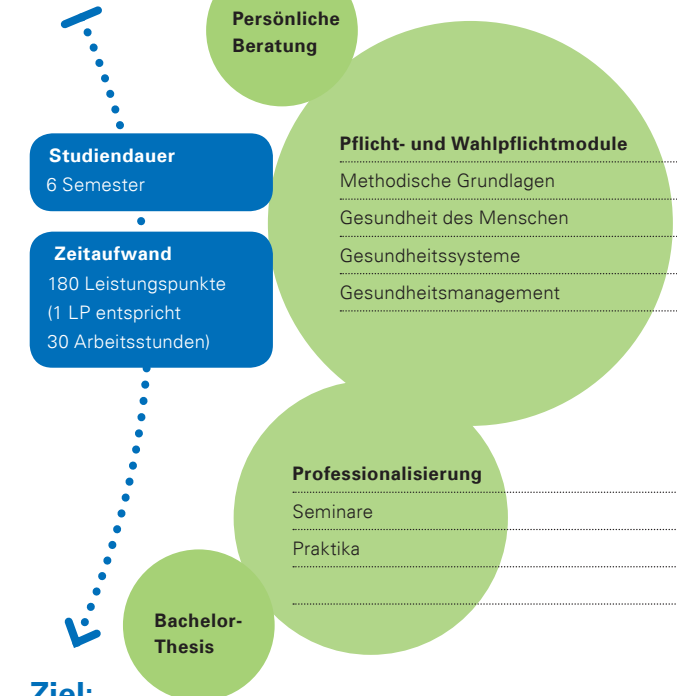 Persönliche
Beratung
Studiendauer
6 Semester
Zeitaufwand
180 Leistungspunkte
(1 LP entspricht
30 Arbeitsstunden)
Pflicht- und Wahlpflichtmodule
Methodische Grundlagen
Gesundheit des Menschen
Gesundheitssysteme
Gesundheitsmanagement
Professionalisierung
Seminare
Praktika
Bachelor-
Thesis
Ziel: